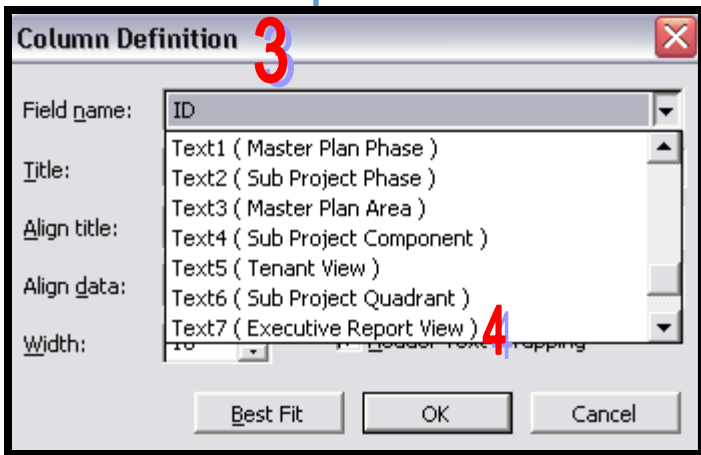 Column Definition 3
Field name: ID
Text1 ( Master Plan Phase )
Title:
Text2 ( Sub Project Phase )
Text3 ( Master Plan Area )
Align title:
Text4 ( Sub Project Component )
Text5 ( Tenant View )
Align data:
Text6 ( Sub Project Quadrant )
Text7 ( Executive Report View ) 4
Width:
Best Fit OK Cancel